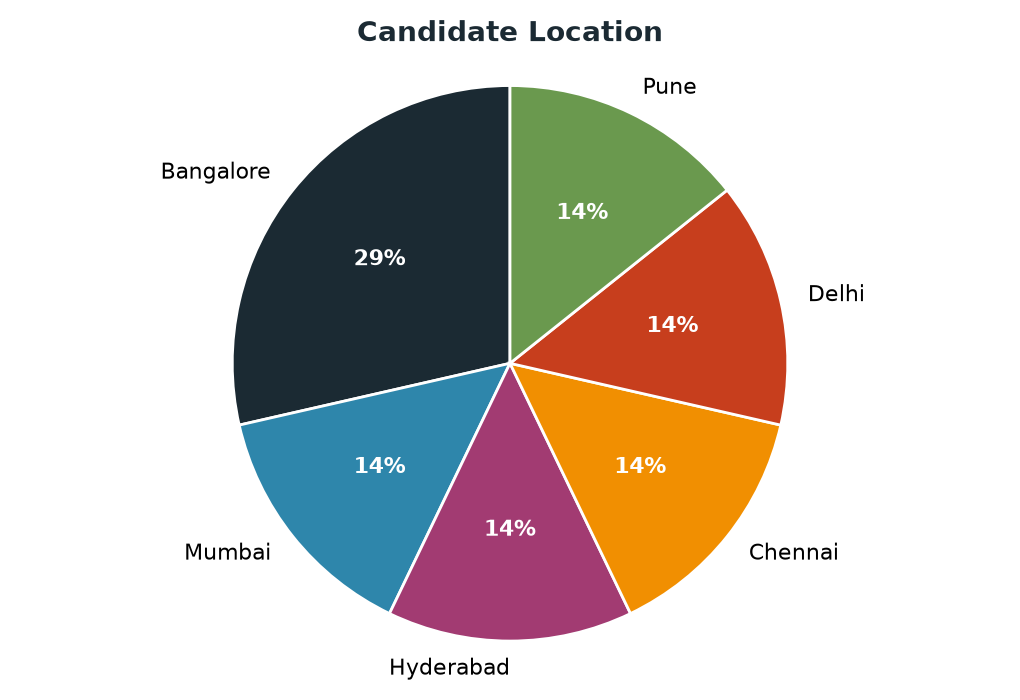 Candidate Location
Pune
Bangalore
14%
29%
Delhi
14%
14%
14%
14%
Mumbai
Chennai
Hyderabad